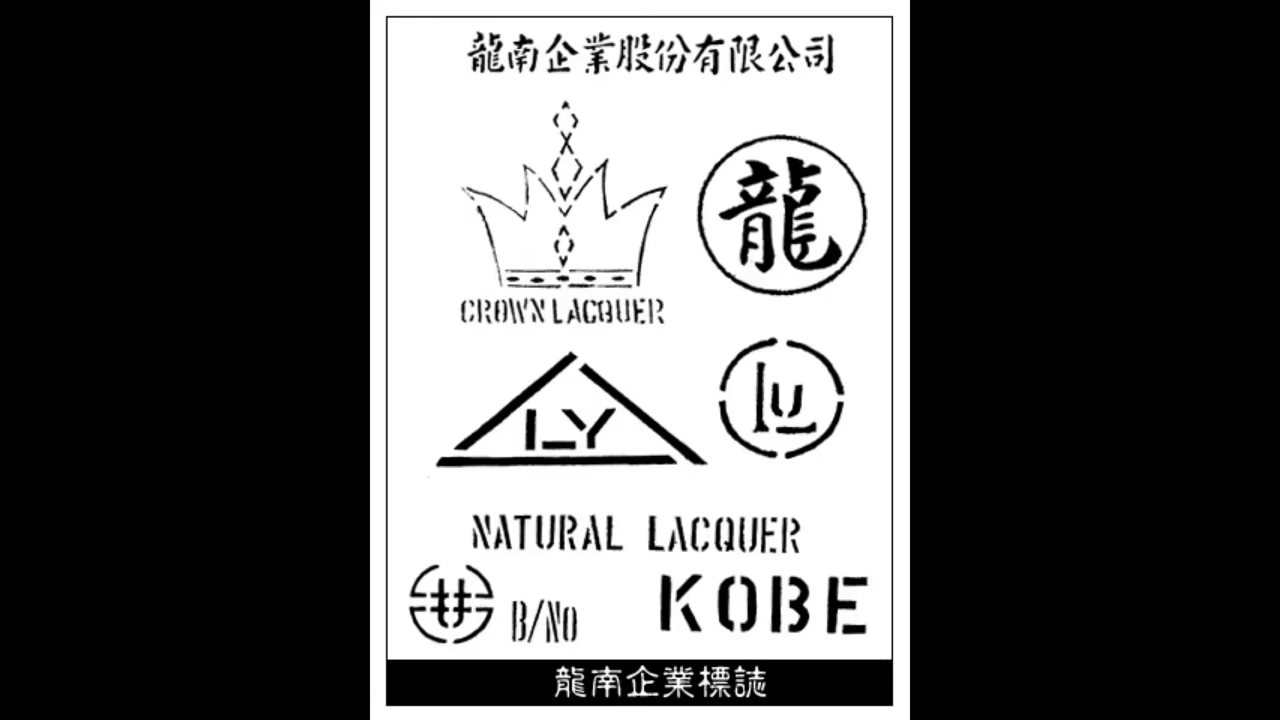 龍南企業股份有限公司
龍
CROWN LACQUER
LY
LU
NATURAL LACQUER
B/No
KOBE
龍南企業標誌